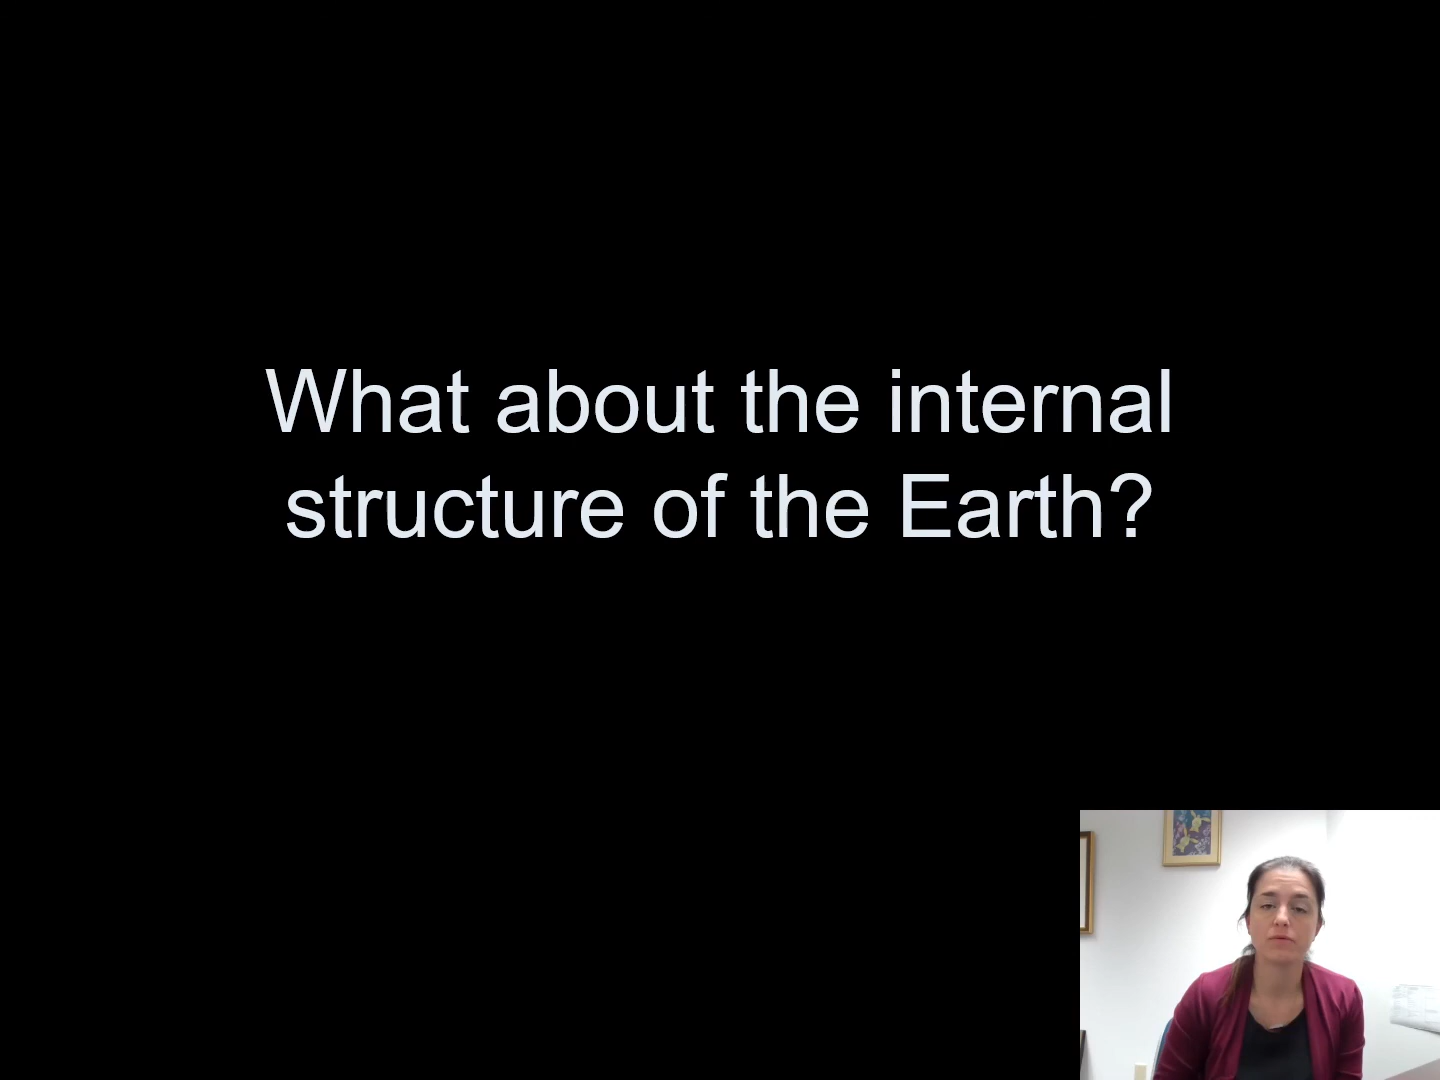 What about the internal
structure of the Earth?